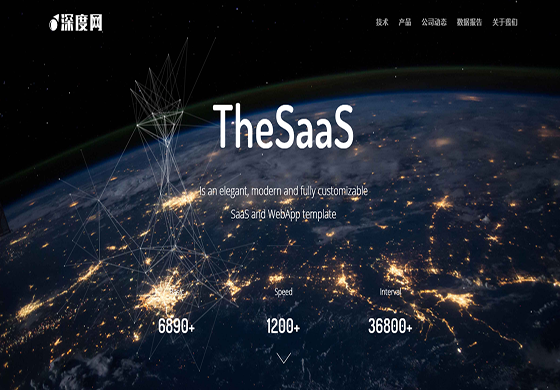 深度网
技术 产品 公司动态 数据报告 关于我们
TheSaaS
Is an elegant, modern and fully customizable
SaaS and WebApp template
Speed Interval
6890+ 1200+ 36800+